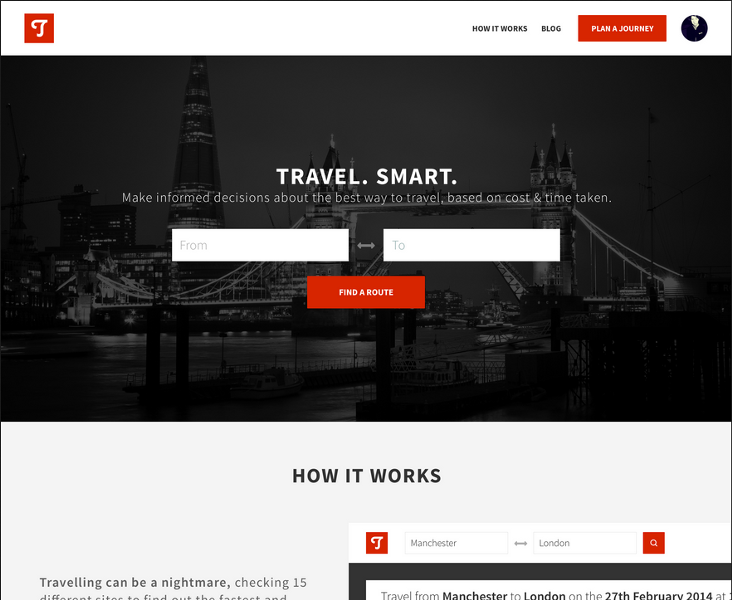 T
HOW IT WORKS
BLOG
PLAN A JOURNEY
TRAVEL. SMART.
Make informed decisions about the best way to travel, based on cost & time taken.
From
To
FIND A ROUTE
HOW IT WORKS
T
Manchester
London
Travelling can be a nightmare, checking 15
different sites to find out the fastest and
Travel from Manchester to London on the 27th February 2014 at